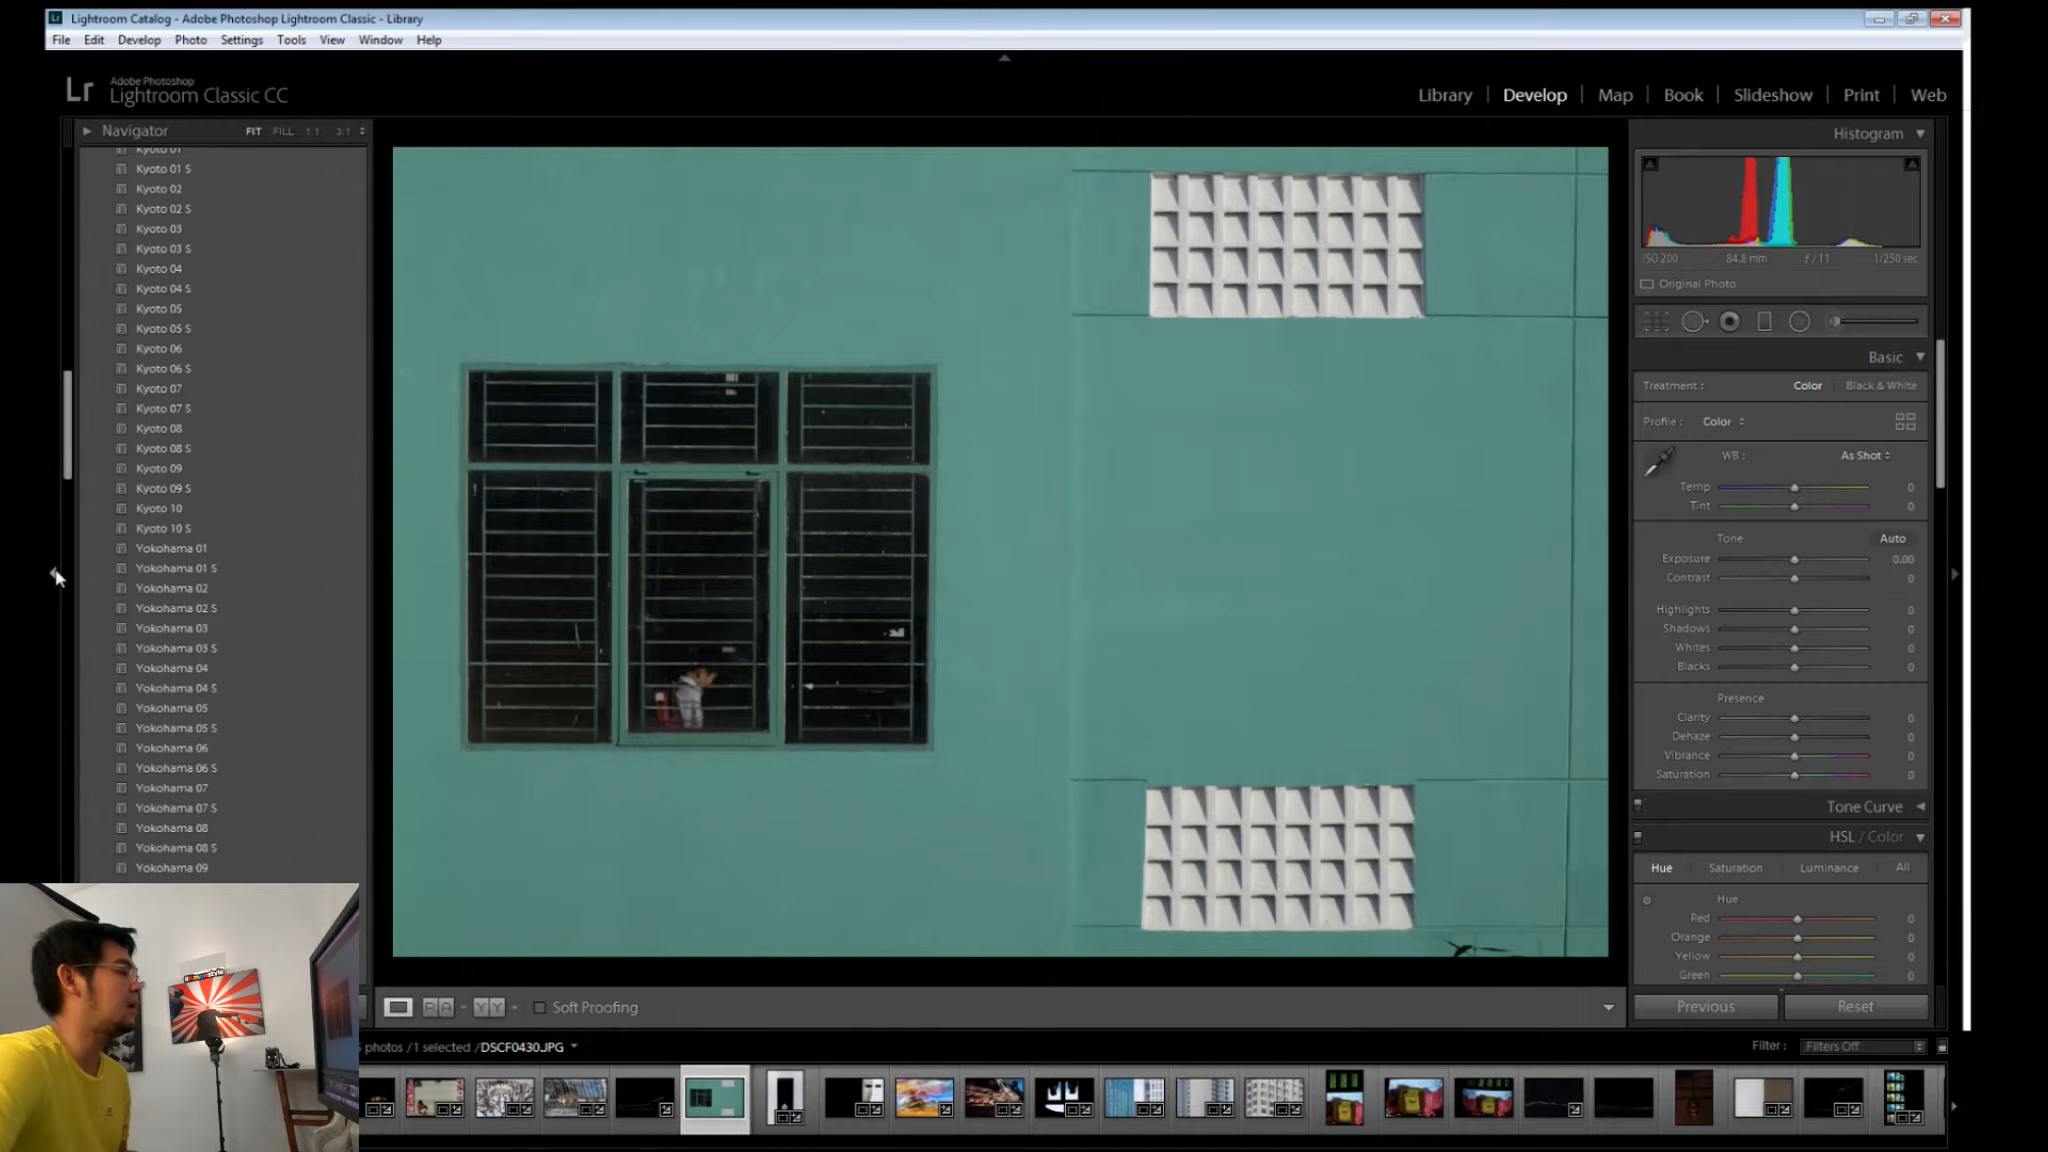 Lightroom Catalog - Adobe Photoshop Lightroom Classic - Library
File Edit Develop Photo Settings Tools View Window Help
Lr Adobe Photoshop
Lightroom Classic CC
Library | Develop | Map | Book | Slideshow | Print | Web
Navigator FIT FILL 1:1 3:1
Kyoto 01
Kyoto 01 S
Kyoto 02
Kyoto 02 S
Kyoto 03
Kyoto 03 S
Kyoto 04
Kyoto 04 S
Kyoto 05
Kyoto 05 S
Kyoto 06
Kyoto 06 S
Kyoto 07
Kyoto 07 S
Kyoto 08
Kyoto 08 S
Kyoto 09
Kyoto 09 S
Kyoto 10
Kyoto 10 S
Yokohama 01
Yokohama 01 S
Yokohama 02
Yokohama 02 S
Yokohama 03
Yokohama 03 S
Yokohama 04
Yokohama 04 S
Yokohama 05
Yokohama 05 S
Yokohama 06
Yokohama 06 S
Yokohama 07
Yokohama 07 S
Yokohama 08
Yokohama 08 S
Yokohama 09
Histogram
ISO 200 84.8 mm ƒ / 11 1/250 sec
Original Photo
Basic
Treatment : Color Black & White
Profile : Color
WB : As Shot
Temp 0
Tint 0
Tone Auto
Exposure 0.00
Contrast 0
Highlights 0
Shadows 0
Whites 0
Blacks 0
Presence
Clarity 0
Dehaze 0
Vibrance 0
Saturation 0
Tone Curve
HSL / Color
Hue Saturation Luminance All
Hue
Red 0
Orange 0
Yellow 0
Green 0
Previous Reset
R A Y Y Soft Proofing
photos / 1 selected / DSCF0430.JPG
Filter : Filters Off